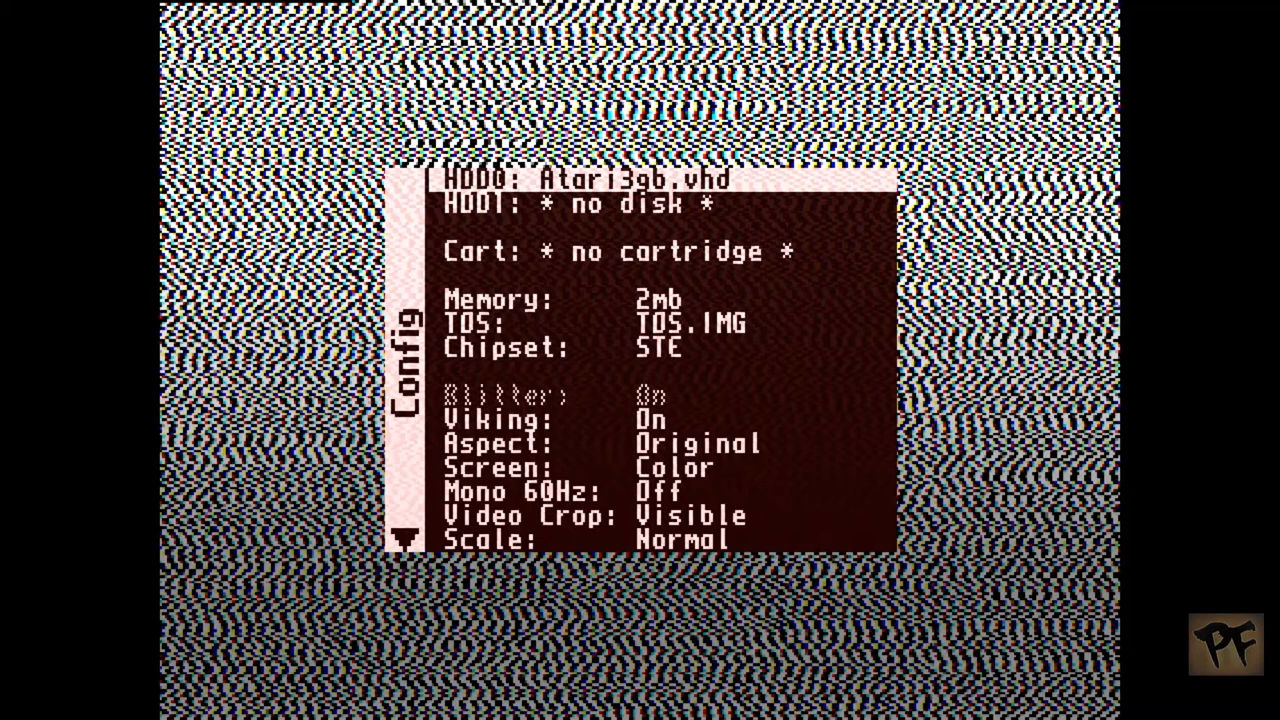 HDD0: Atari3gb.vhd
HDD1: * no disk *
Cart: * no cartridge *
Memory: 2mb
TOS: TOS.IMG
Chipset: STE
Config
Blitter: On
Viking: On
Aspect: Original
Screen: Color
Mono 60Hz: Off
Video Crop: Visible
Scale: Normal
PF